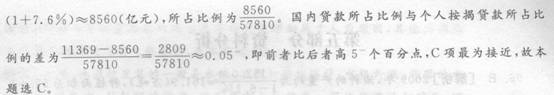 (1+7.6%)≈8560(亿元),所占比例为8560/57810。国内贷款所占比例与个人按揭贷款所占比
例的差为(11369-8560)/57810=2809/57810≈0.05⁻,即前者比后者高5⁻个百分点,C项最为接近,故本
题选C。